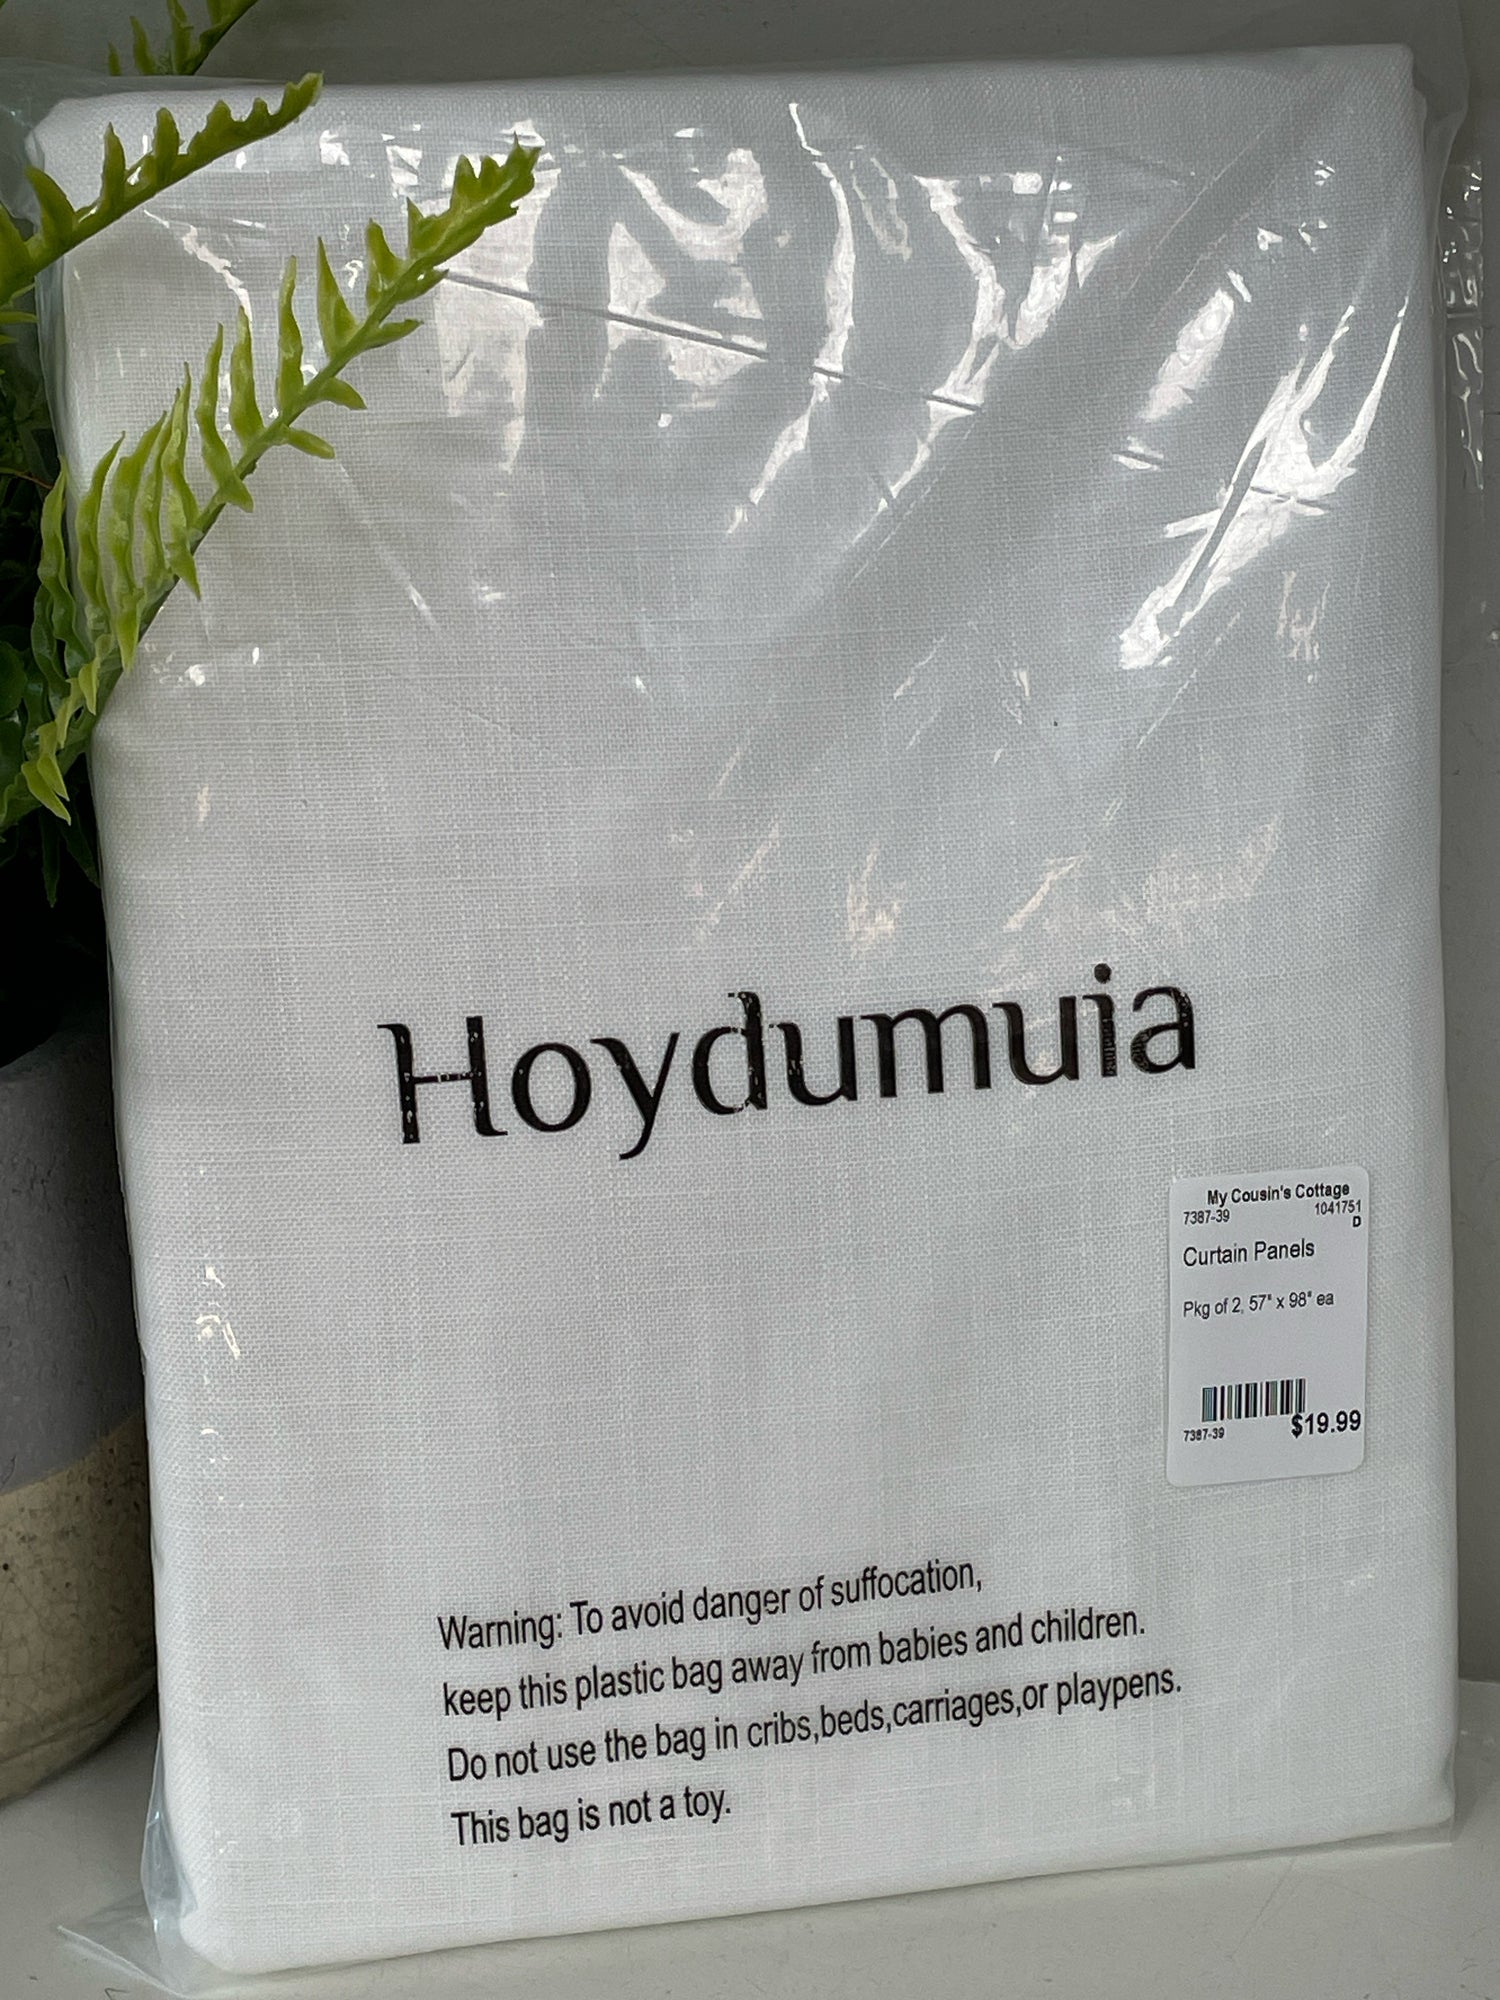 Hoydumuia
My Cousin's Cottage
7387-39 1041751
D
Curtain Panels
Pkg of 2, 57" x 98" ea
7387-39 $19.99
Warning: To avoid danger of suffocation,
keep this plastic bag away from babies and children.
Do not use the bag in cribs,beds,carriages,or playpens.
This bag is not a toy.